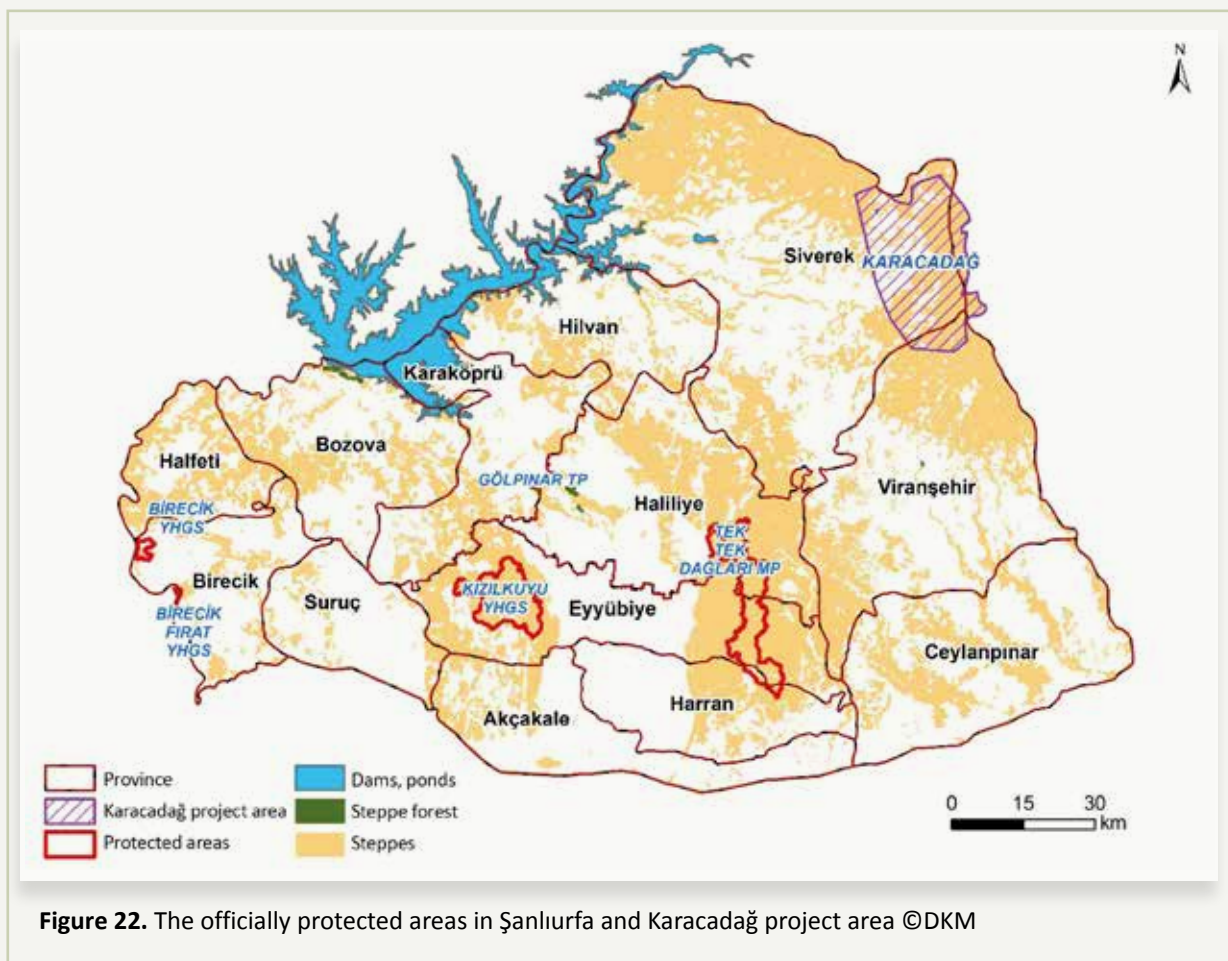 N
Siverek
KARACADAĞ
Hilvan
Karaköprü
Bozova
Halfeti
GÖLPINAR TP
Haliliye
Viranşehir
BİRECİK
YHGS
TEK
TEK
DAĞLARI MP
Birecik
KIZILKUYU
YHGS
Suruç
Eyyübiye
BİRECİK
FIRAT
YHGS
Ceylanpınar
Akçakale
Harran
Province
Karacadağ project area
Protected areas
Dams, ponds
Steppe forest
Steppes
0 15 30
km
Figure 22. The officially protected areas in Şanlıurfa and Karacadağ project area ©DKM